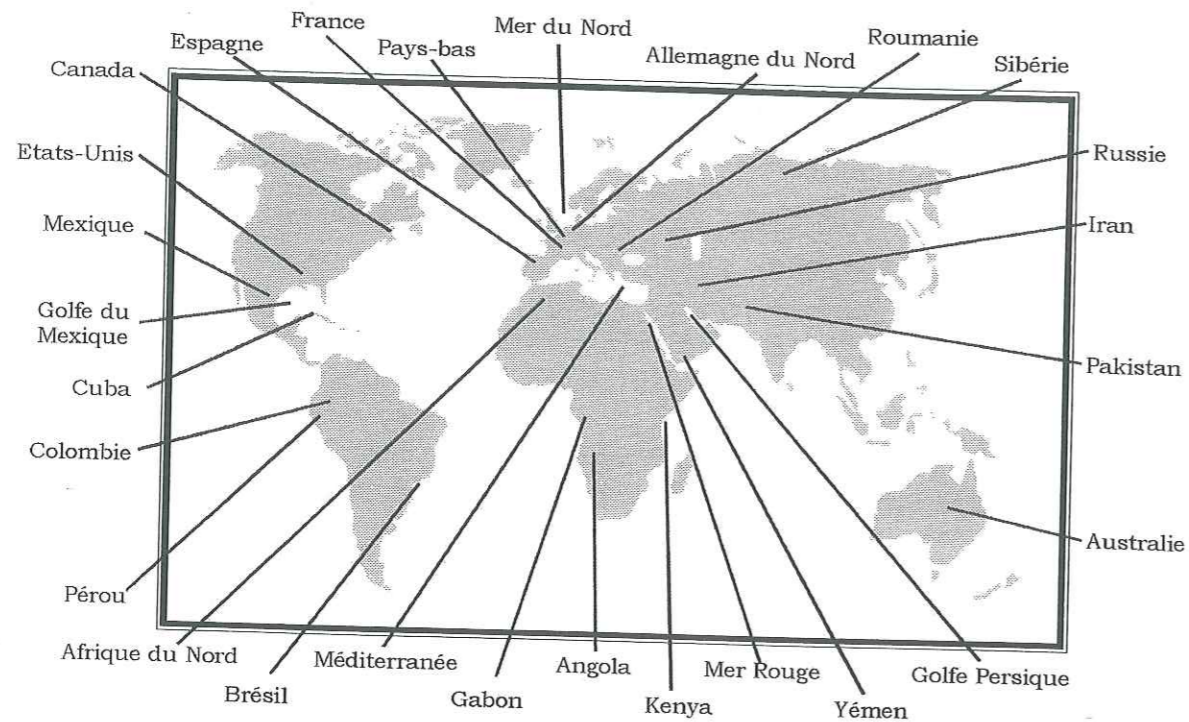 France
Mer du Nord
Roumanie
Espagne
Pays-bas
Allemagne du Nord
Sibérie
Canada
Etats-Unis
Russie
Mexique
Iran
Golfe du
Mexique
Cuba
Pakistan
Colombie
Australie
Pérou
Afrique du Nord
Méditerranée
Angola
Mer Rouge
Golfe Persique
Brésil
Gabon
Kenya
Yémen